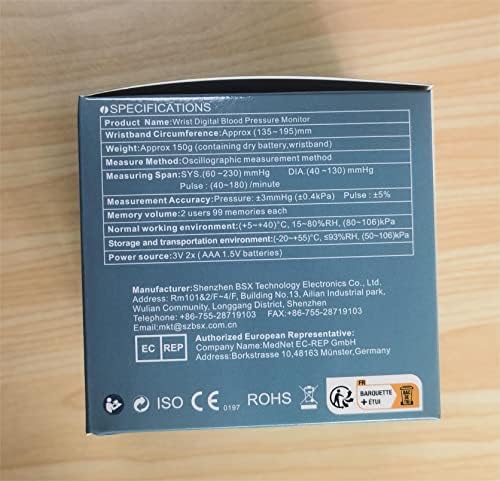 SPECIFICATIONS
Product Name:Wrist Digital Blood Pressure Monitor
Wristband Circumference:Approx (135~195)mm
Weight:Approx 150g (containing dry battery,wristband)
Measure Method:Oscillographic measurement method
Measuring Span:SYS.(60~230) mmHg DIA.(40~130) mmHg
Pulse : (40~180) /minute
Measurement Accuracy:Pressure: ±3mmHg (±0.4kPa) Pulse : ±5%
Memory volume:2 users 99 memories each
Normal working environment:(+5~+40)°C, 15~80%RH, (80~106)kPa
Storage and transportation environment:(-20~+55)°C, ≤93%RH, (50~106)kPa
Power source:3V 2x( AAA 1.5V batteries)
Manufacturer:Shenzhen BSX Technology Electronics Co., Ltd.
Address: Rm101&2/F~4/F, Building No.13, Ailian Industrial park,
Wulian Community, Longgang District, Shenzhen.
Telephone:+86-755-28719103 FAX:+86-755-28719103
Email:mkt@szbsx.com.cn
EC REP
Authorized European Representative:
Company Name:MedNet EC-REP GmbH
Address:Borkstrasse 10,48163 Münster,Germany
ISO CE 0197 ROHS
FR
BARQUETTE
+ ÉTUI
BAC
DE
TRI